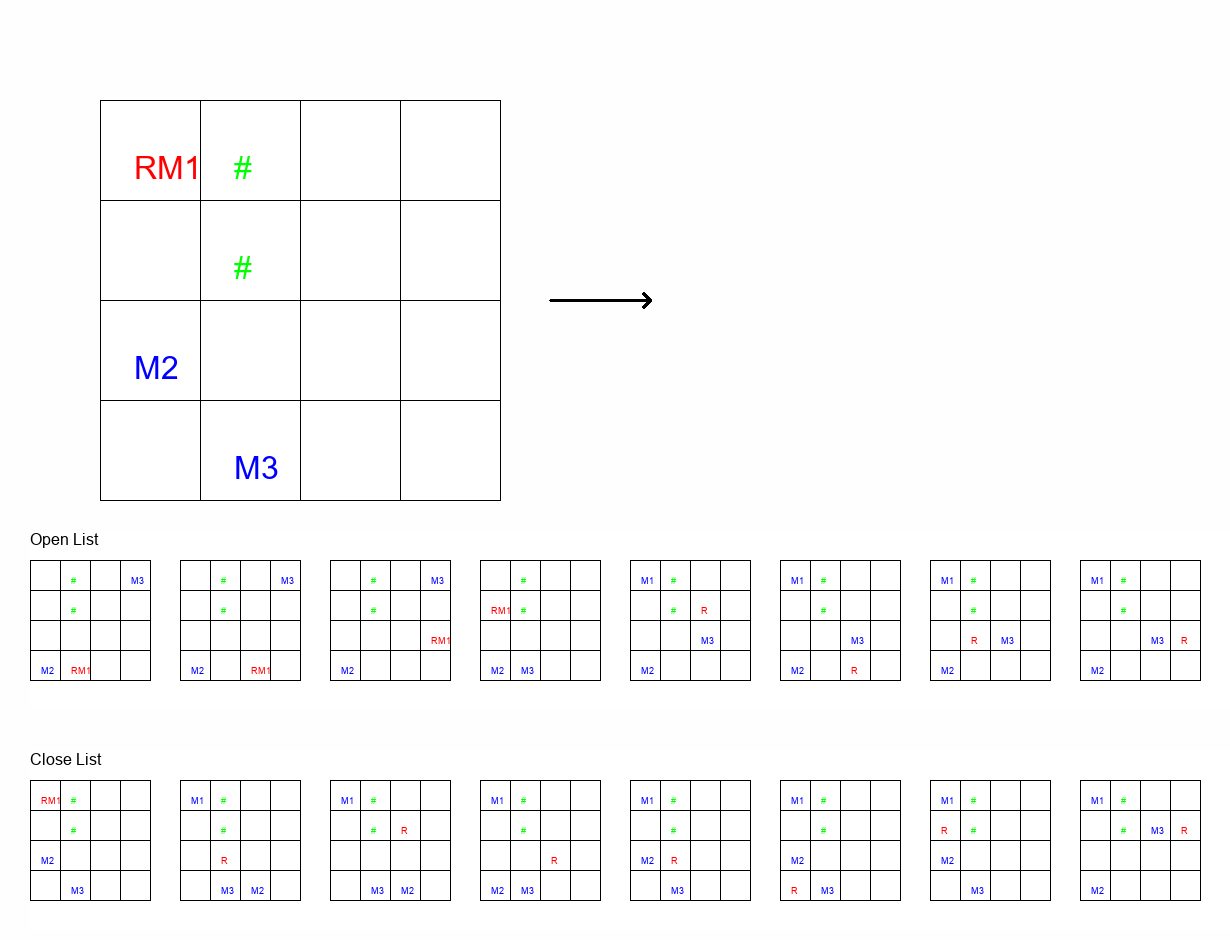 RM1 #
#
M2
M3
Open List
# M3 # M3 # M3 # M1 # M1 # M1 # M1 #
# # # RM1 # # R # # #
RM1 M3 M3 R M3 M3 R
M2 RM1 M2 RM1 M2 M2 M3 M2 M2 R M2 M2
Close List
RM1 # M1 # M1 # M1 # M1 # M1 # M1 # M1 #
# # # R # # # R # # M3 R
M2 R R M2 R M2 M2
M3 M3 M2 M3 M2 M2 M3 M3 R M3 M3 M2